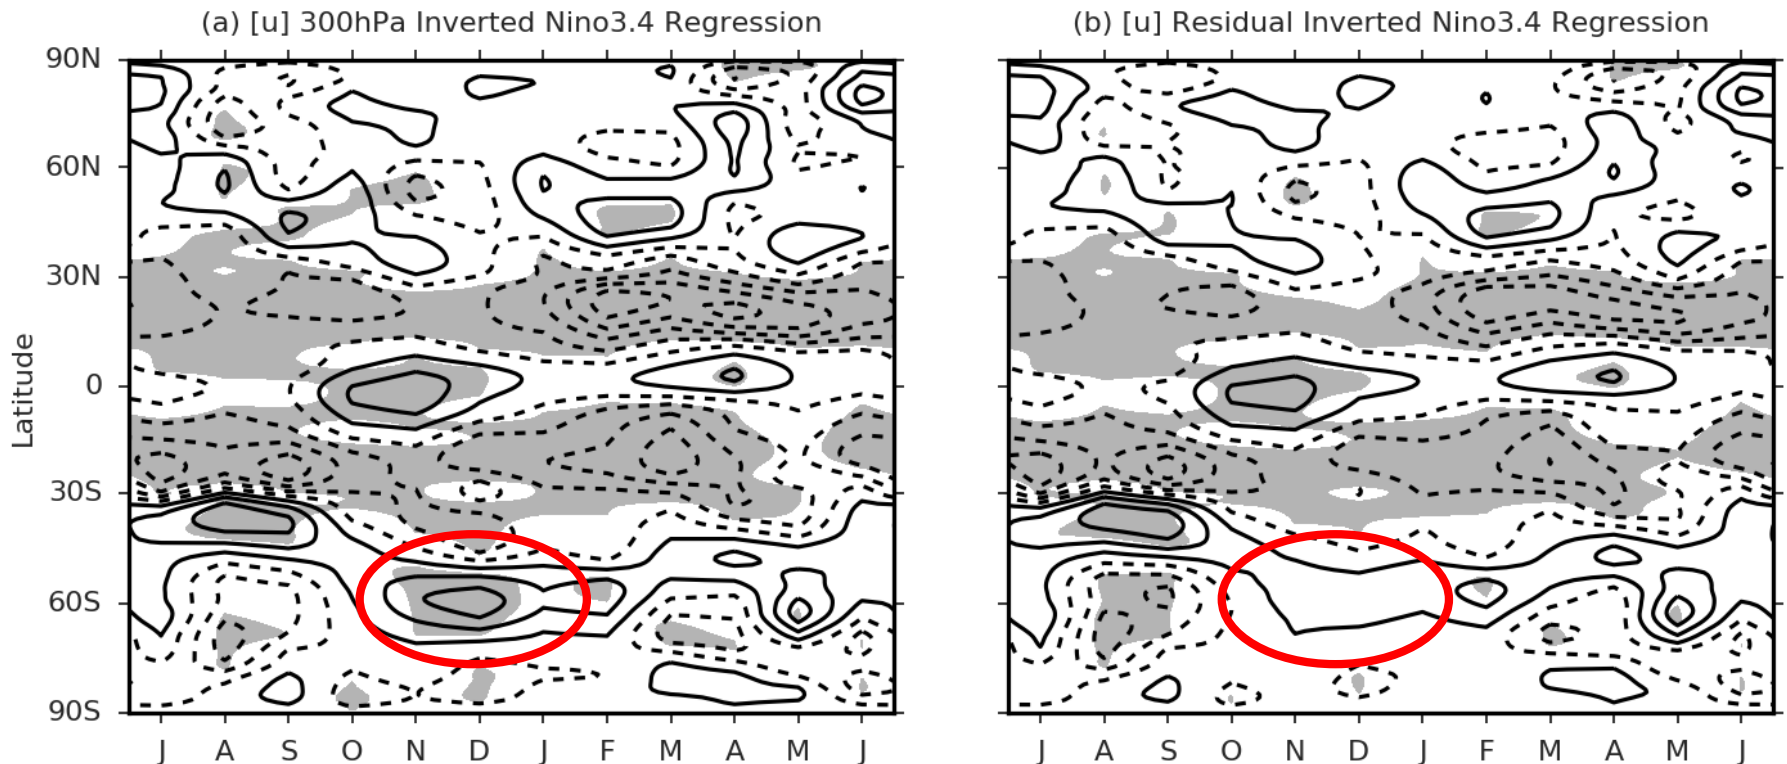 (a) [u] 300hPa Inverted Nino3.4 Regression
(b) [u] Residual Inverted Nino3.4 Regression
90N
60N
30N
0
30S
60S
90S
Latitude
J A S O N D J F M A M J
J A S O N D J F M A M J